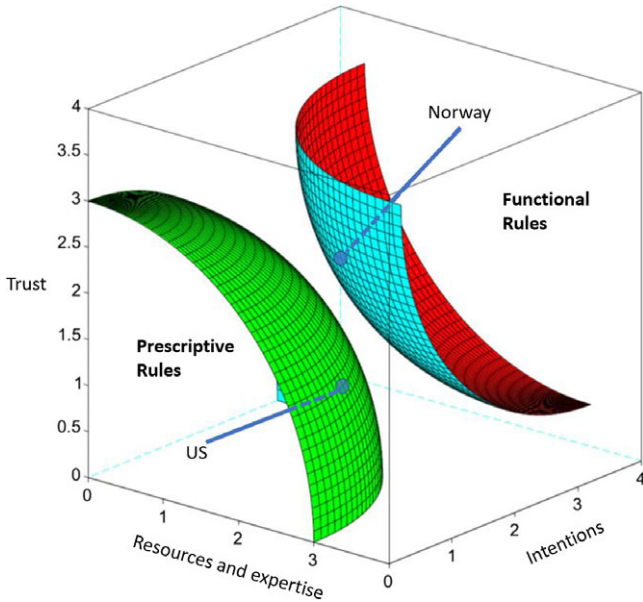 4
3.5
3
2.5
2
1.5
1
0.5
0
Trust
Norway
Functional
Rules
Prescriptive
Rules
US
0
1
2
3
Resources and expertise
0
1
2
3
4
Intentions